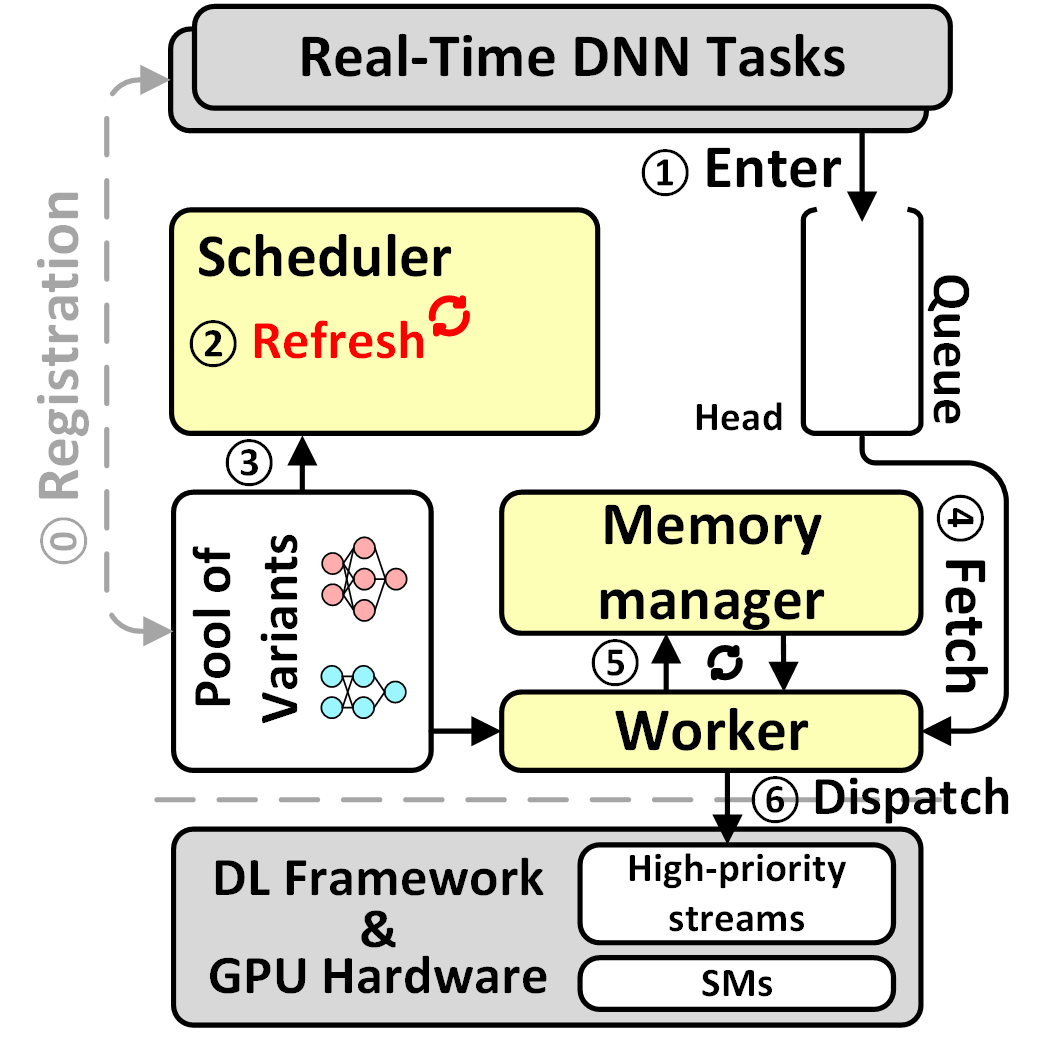 Real-Time DNN Tasks
① Enter
⓪ Registration
Scheduler
② Refresh
Queue
Head
③
Pool of
Variants
Memory
manager
④ Fetch
⑤
Worker
⑥ Dispatch
DL Framework
&
GPU Hardware
High-priority
streams
SMs